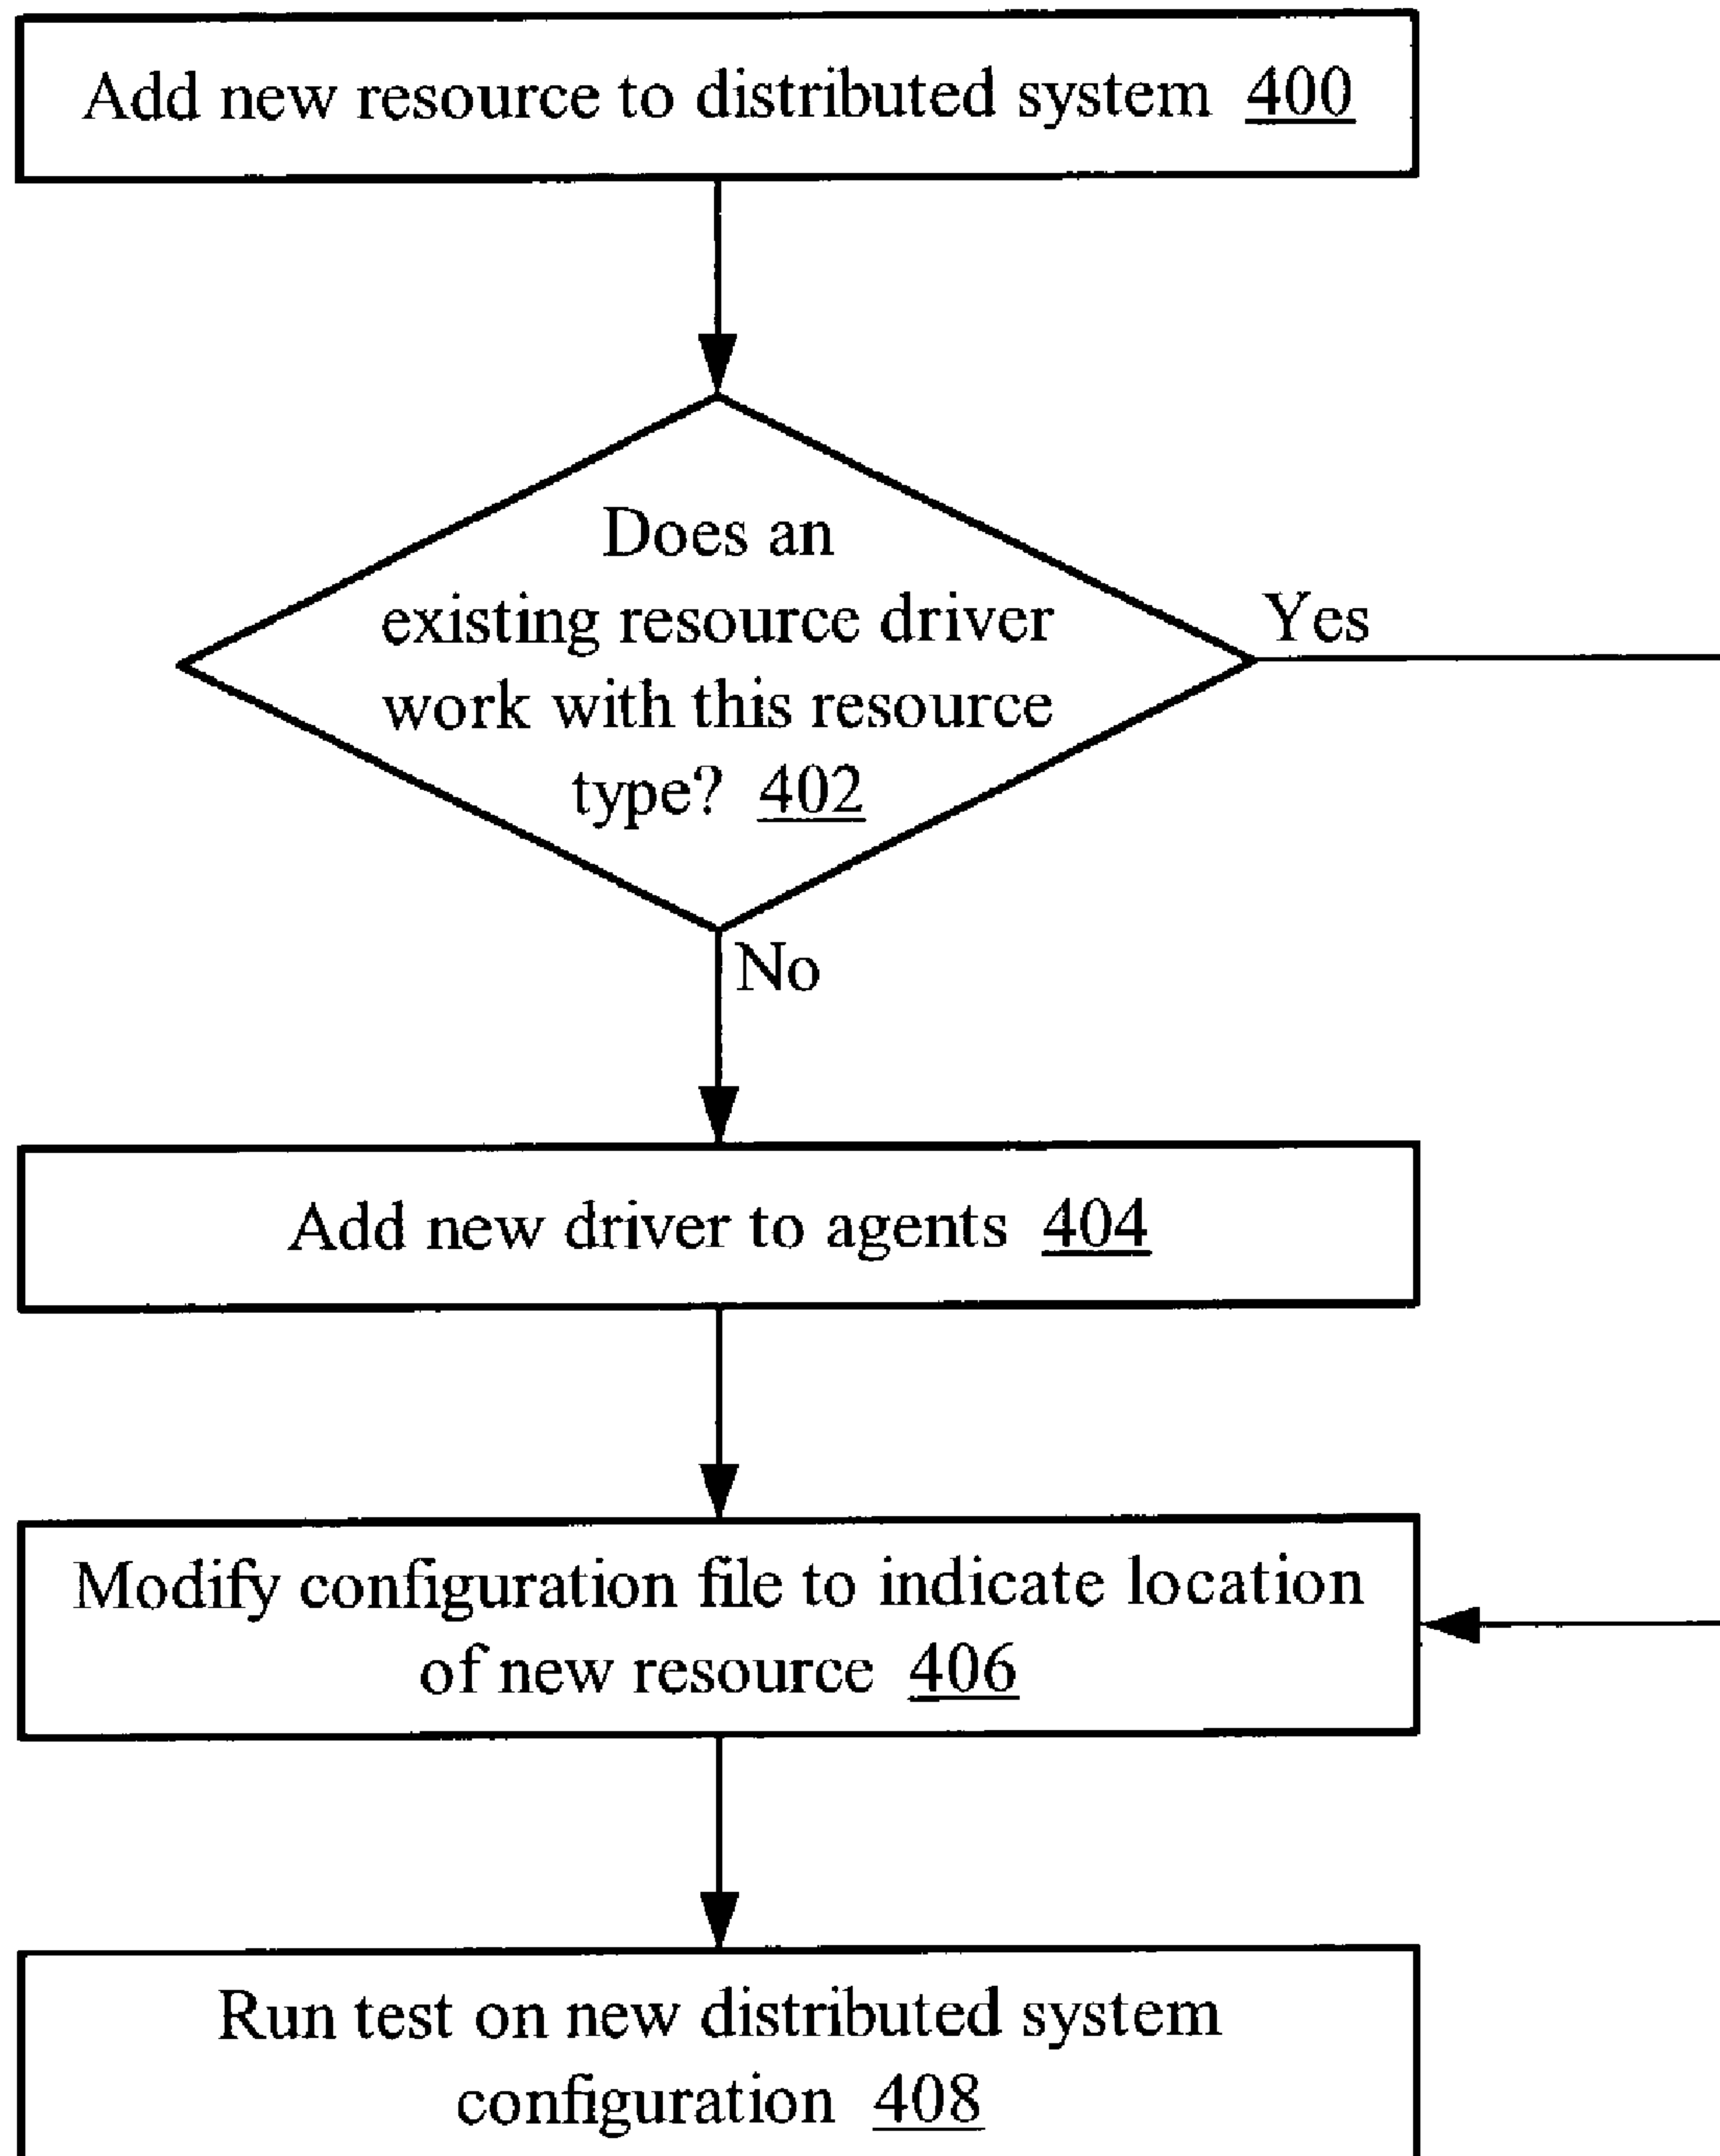 Add new resource to distributed system 400
Does an
existing resource driver
work with this resource
type? 402
Yes
No
Add new driver to agents 404
Modify configuration file to indicate location
of new resource 406
Run test on new distributed system
configuration 408